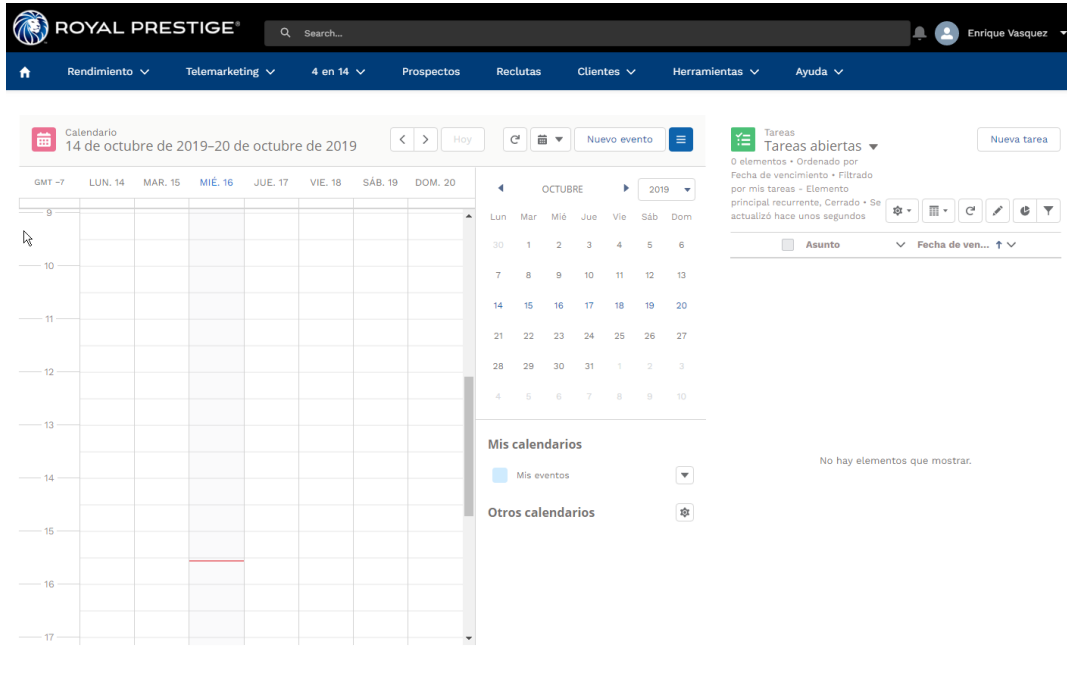 ROYAL PRESTIGE®
Search...
Enrique Vasquez
Rendimiento Telemarketing 4 en 14 Prospectos Reclutas Clientes Herramientas Ayuda
Calendario
14 de octubre de 2019–20 de octubre de 2019
Hoy
Nuevo evento
GMT −7 LUN. 14 MAR. 15 MIÉ. 16 JUE. 17 VIE. 18 SÁB. 19 DOM. 20
9
10
11
12
13
14
15
16
17
OCTUBRE 2019
Lun Mar Mié Jue Vie Sáb Dom
30 1 2 3 4 5 6
7 8 9 10 11 12 13
14 15 16 17 18 19 20
21 22 23 24 25 26 27
28 29 30 31 1 2 3
4 5 6 7 8 9 10
Mis calendarios
Mis eventos
Otros calendarios
Tareas
Tareas abiertas
Nueva tarea
0 elementos • Ordenado por
Fecha de vencimiento • Filtrado
por mis tareas - Elemento
principal recurrente, Cerrado • Se
actualizó hace unos segundos
Asunto Fecha de ven... ↑
No hay elementos que mostrar.